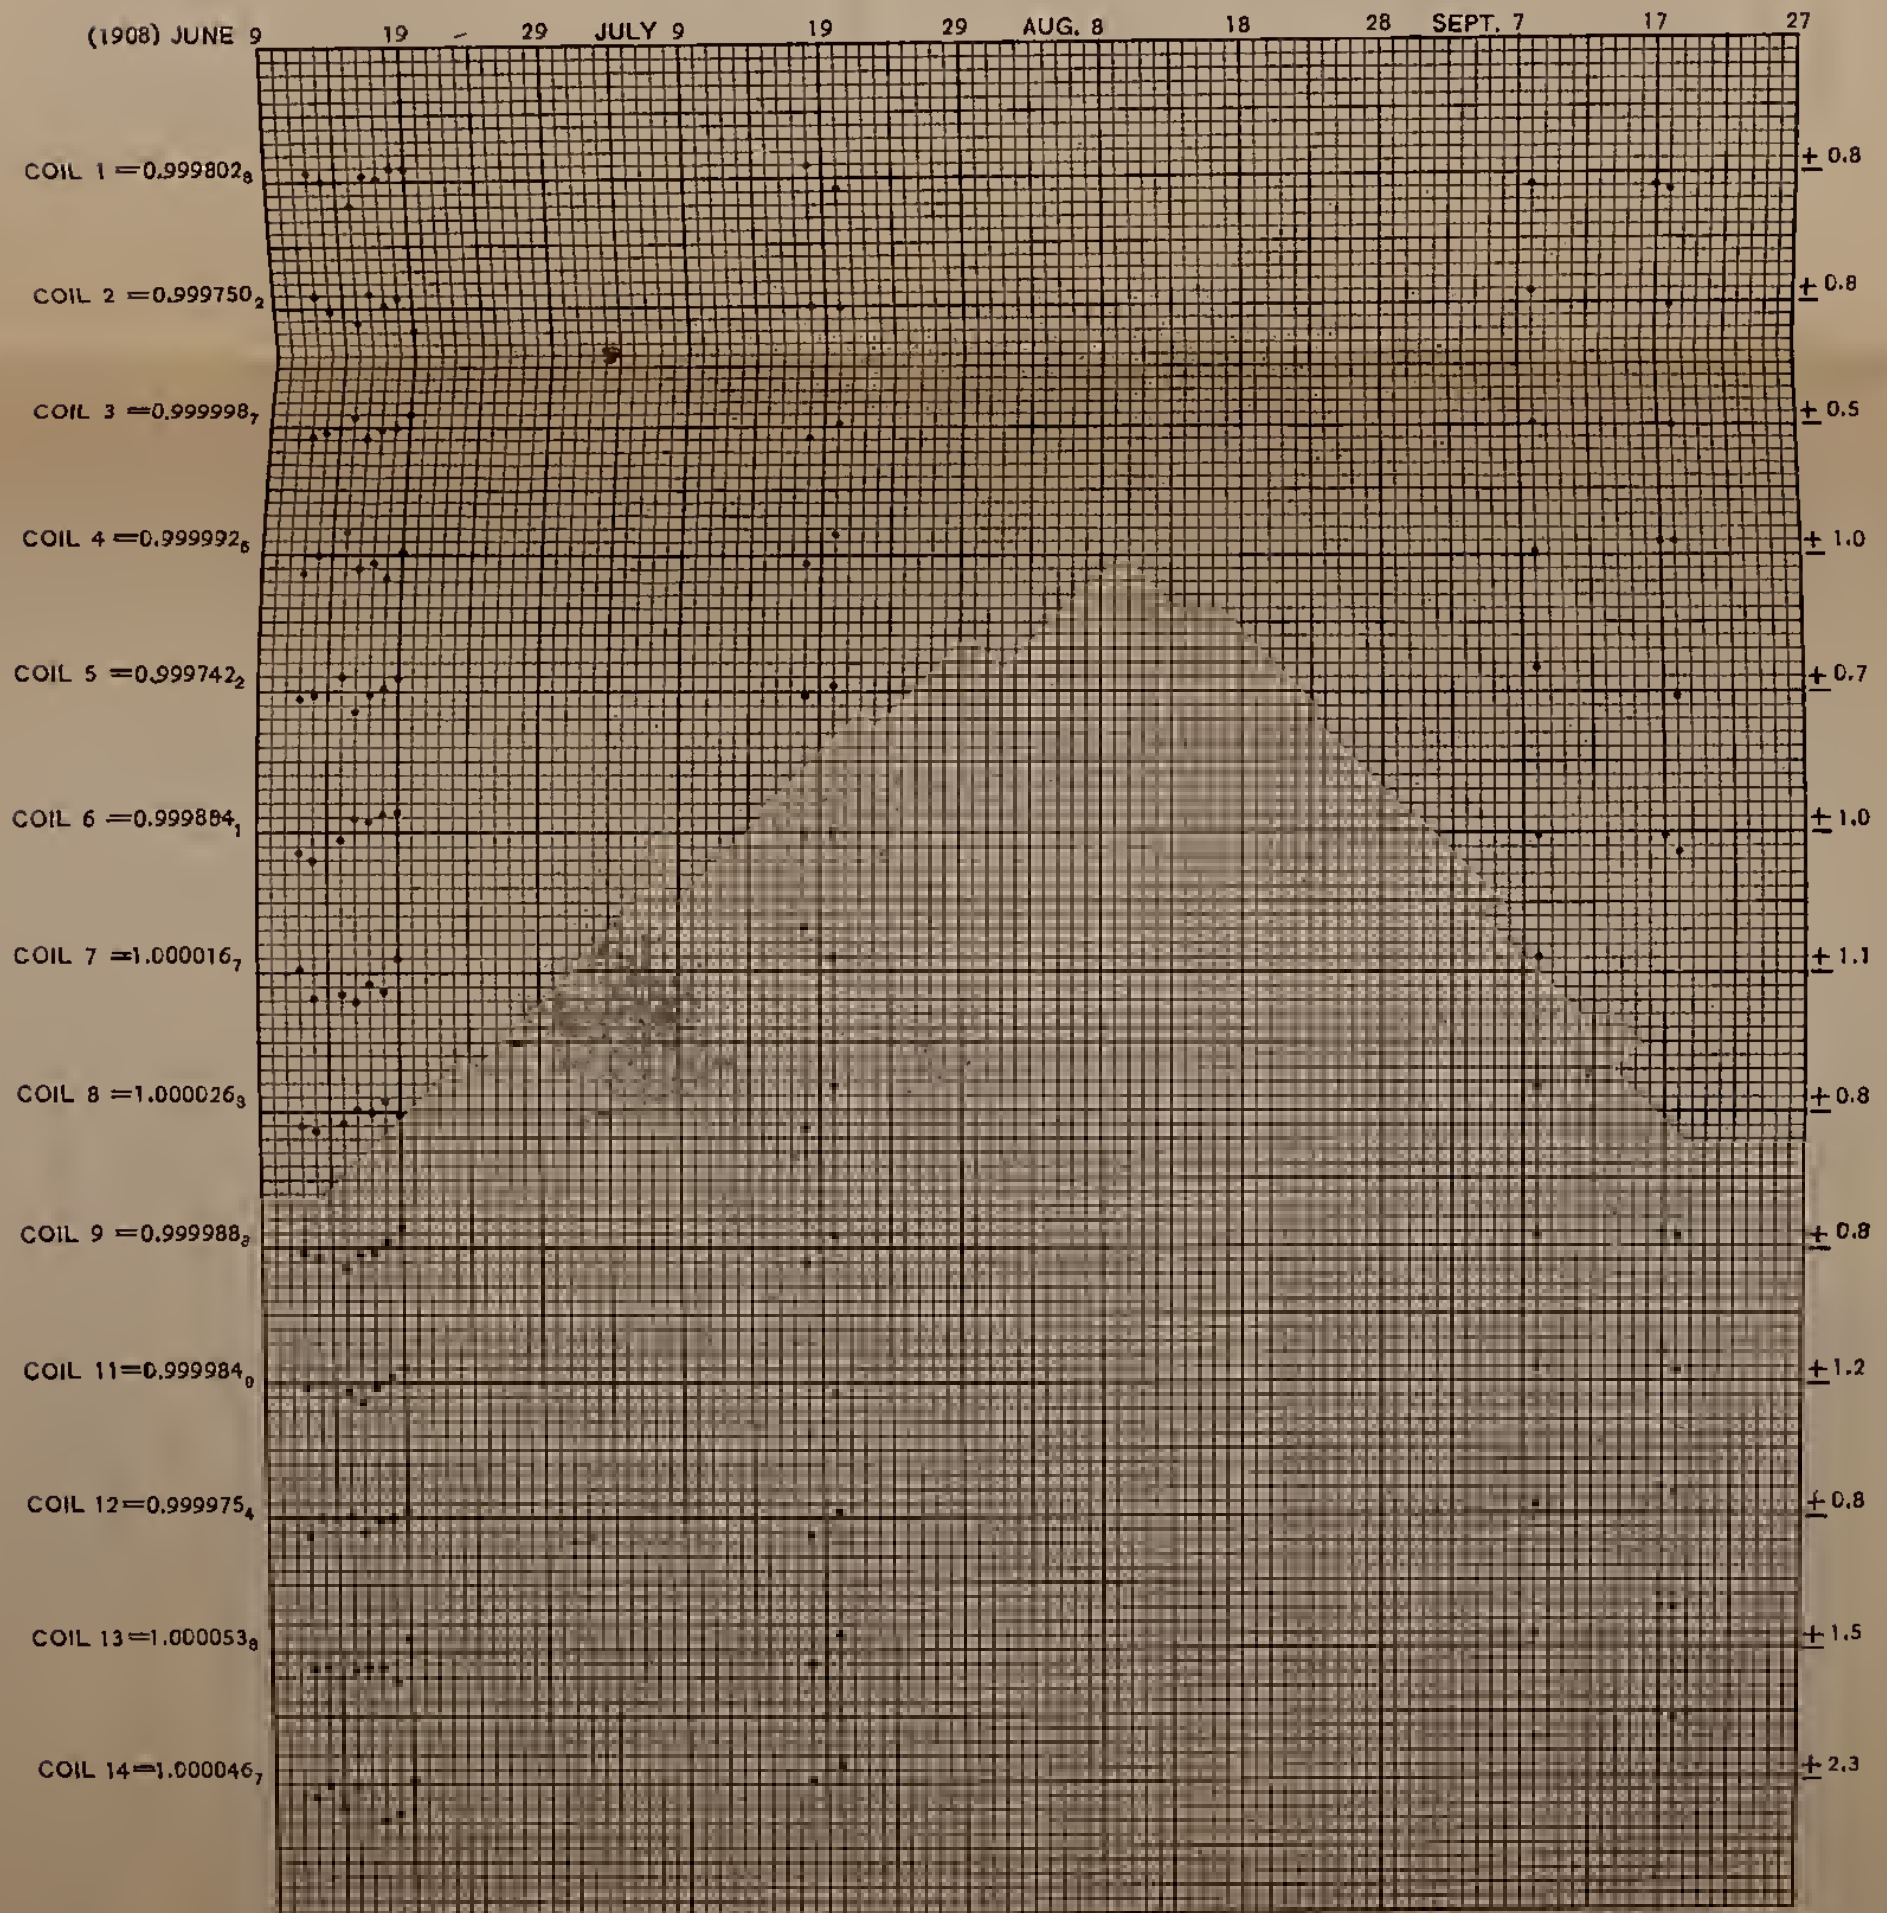 (1908) JUNE 9 19 29 JULY 9 19 29 AUG. 8 18 28 SEPT. 7 17 27
COIL 1 =0.999802₈ ± 0.8
COIL 2 =0.999750₂ ± 0.8
COIL 3 =0.999998₇ ± 0.5
COIL 4 =0.999992₆ ± 1.0
COIL 5 =0.999742₂ ± 0.7
COIL 6 =0.999884₁ ± 1.0
COIL 7 =1.000016₇ ± 1.1
COIL 8 =1.000026₃ ± 0.8
COIL 9 =0.999988₃ ± 0.8
COIL 11=0.999984₀ ± 1.2
COIL 12=0.999975₄ ± 0.8
COIL 13=1.000053₈ ± 1.5
COIL 14=1.000046₇ ± 2.3